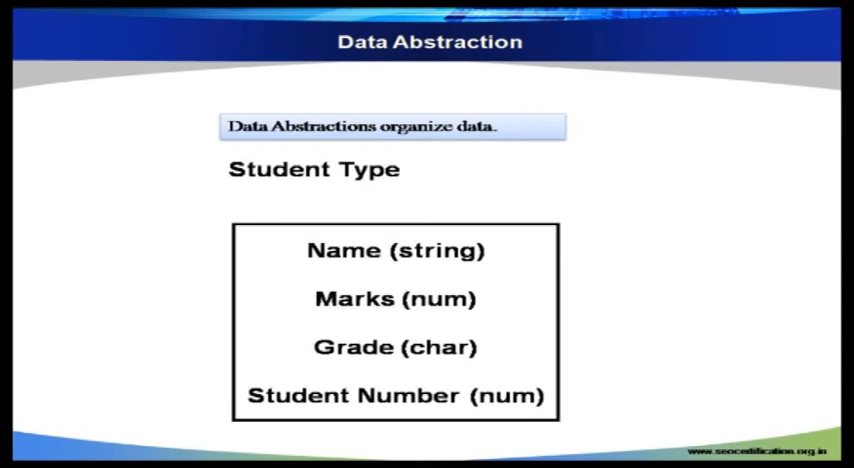 Data Abstraction
Data Abstractions organize data.
Student Type
Name (string)
Marks (num)
Grade (char)
Student Number (num)
www.seocertification.org.in